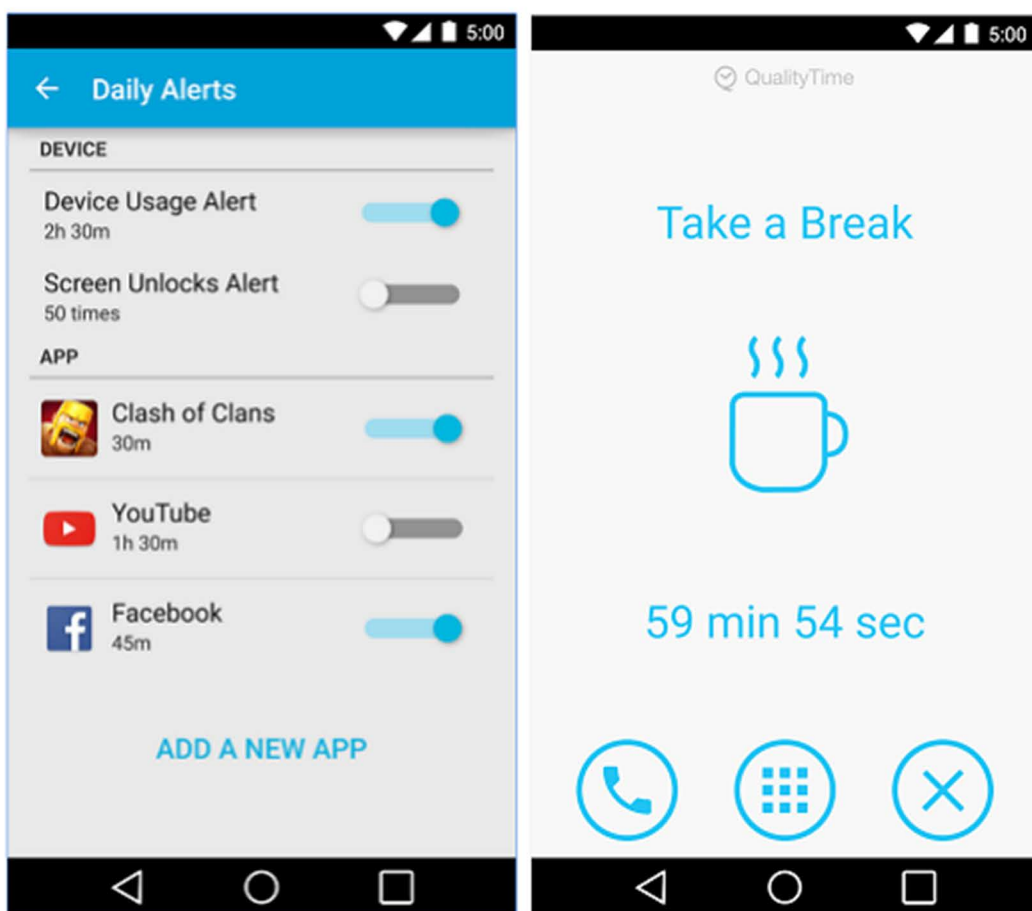 5:00
Daily Alerts
DEVICE
Device Usage Alert
2h 30m
Screen Unlocks Alert
50 times
APP
Clash of Clans
30m
YouTube
1h 30m
Facebook
45m
ADD A NEW APP
5:00
QualityTime
Take a Break
59 min 54 sec